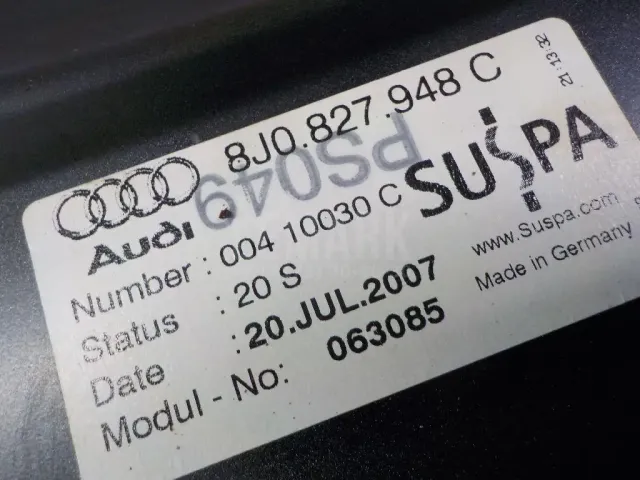 21:13:32
8J0.827.948 C
PS049
Audi
SUSPA
Number : 004 10030 C
Status : 20 S
Date : 20.JUL.2007
Modul - No: 063085
www.Suspa.com
Made in Germany